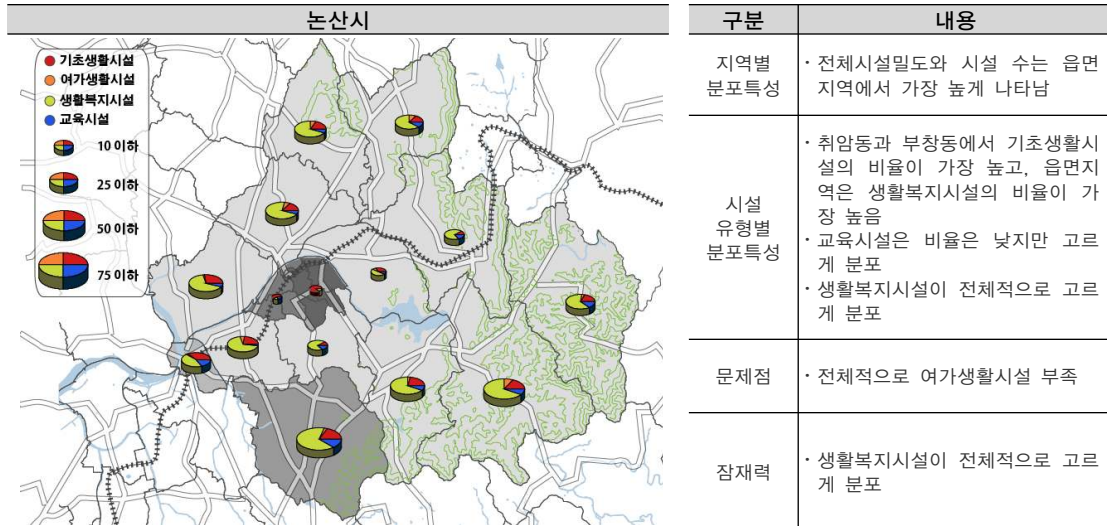 논산시
기초생활시설
여가생활시설
생활복지시설
교육시설
10 이하
25 이하
50 이하
75 이하
구분
내용
지역별
분포특성
· 전체시설밀도와 시설 수는 읍면
지역에서 가장 높게 나타남
시설
유형별
분포특성
· 취암동과 부창동에서 기초생활시
설의 비율이 가장 높고, 읍면지
역은 생활복지시설의 비율이 가
장 높음
· 교육시설은 비율은 낮지만 고르
게 분포
· 생활복지시설이 전체적으로 고르
게 분포
문제점
· 전체적으로 여가생활시설 부족
잠재력
· 생활복지시설이 전체적으로 고르
게 분포